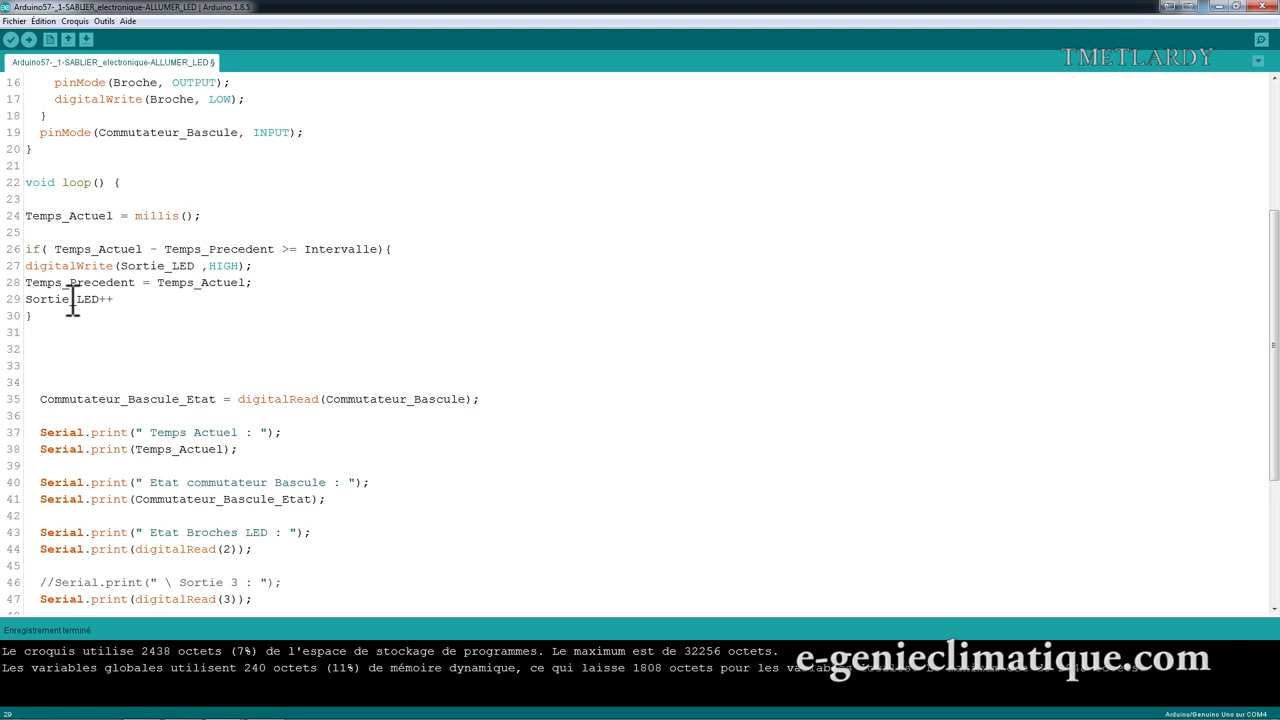 Arduino57-_1-SABLIER_electronique-ALLUMER_LED | Arduino 1.8.5
Fichier Édition Croquis Outils Aide
Arduino57-_1-SABLIER_electronique-ALLUMER_LED §
TMETLARDY
16 pinMode(Broche, OUTPUT);
17 digitalWrite(Broche, LOW);
18 }
19 pinMode(Commutateur_Bascule, INPUT);
20 }
21
22 void loop() {
23
24 Temps_Actuel = millis();
25
26 if( Temps_Actuel - Temps_Precedent >= Intervalle){
27 digitalWrite(Sortie_LED ,HIGH);
28 Temps_Precedent = Temps_Actuel;
29 Sortie_LED++
30 }
31
32
33
34
35 Commutateur_Bascule_Etat = digitalRead(Commutateur_Bascule);
36
37 Serial.print(" Temps Actuel : ");
38 Serial.print(Temps_Actuel);
39
40 Serial.print(" Etat commutateur Bascule : ");
41 Serial.print(Commutateur_Bascule_Etat);
42
43 Serial.print(" Etat Broches LED : ");
44 Serial.print(digitalRead(2));
45
46 //Serial.print(" \ Sortie 3 : ");
47 Serial.print(digitalRead(3));
Enregistrement terminé.
Le croquis utilise 2438 octets (7%) de l'espace de stockage de programmes. Le maximum est de 32256 octets.
Les variables globales utilisent 240 octets (11%) de mémoire dynamique, ce qui laisse 1808 octets pour les
e-genieclimatique.com
29
Arduino/Genuino Uno sur COM4